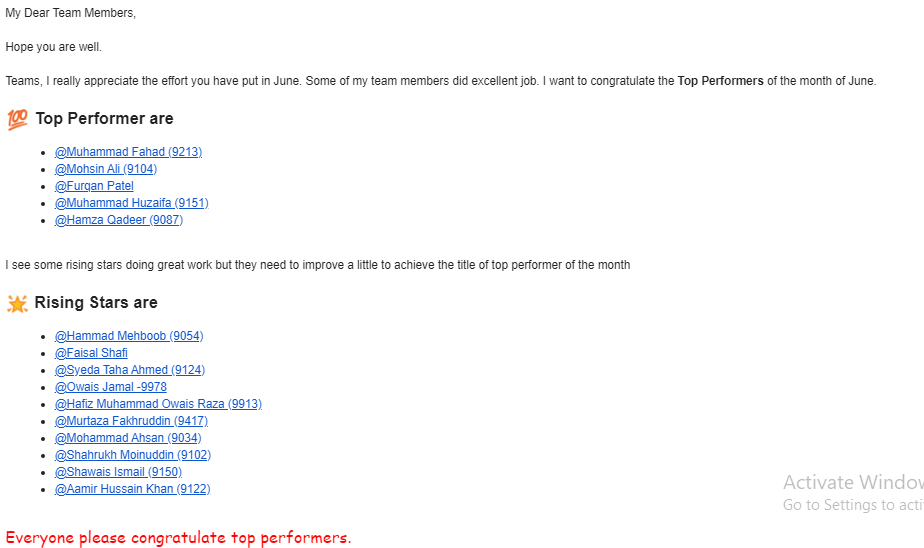 My Dear Team Members,
Hope you are well.
Teams, I really appreciate the effort you have put in June. Some of my team members did excellent job. I want to congratulate the Top Performers of the month of June.
💯 Top Performer are
• @Muhammad Fahad (9213)
• @Mohsin Ali (9104)
• @Furqan Patel
• @Muhammad Huzaifa (9151)
• @Hamza Qadeer (9087)
I see some rising stars doing great work but they need to improve a little to achieve the title of top performer of the month
🌟 Rising Stars are
• @Hammad Mehboob (9054)
• @Faisal Shafi
• @Syeda Taha Ahmed (9124)
• @Owais Jamal -9978
• @Hafiz Muhammad Owais Raza (9913)
• @Murtaza Fakhruddin (9417)
• @Mohammad Ahsan (9034)
• @Shahrukh Moinuddin (9102)
• @Shawais Ismail (9150)
• @Aamir Hussain Khan (9122)
Activate Window
Go to Settings to acti
Everyone please congratulate top performers.